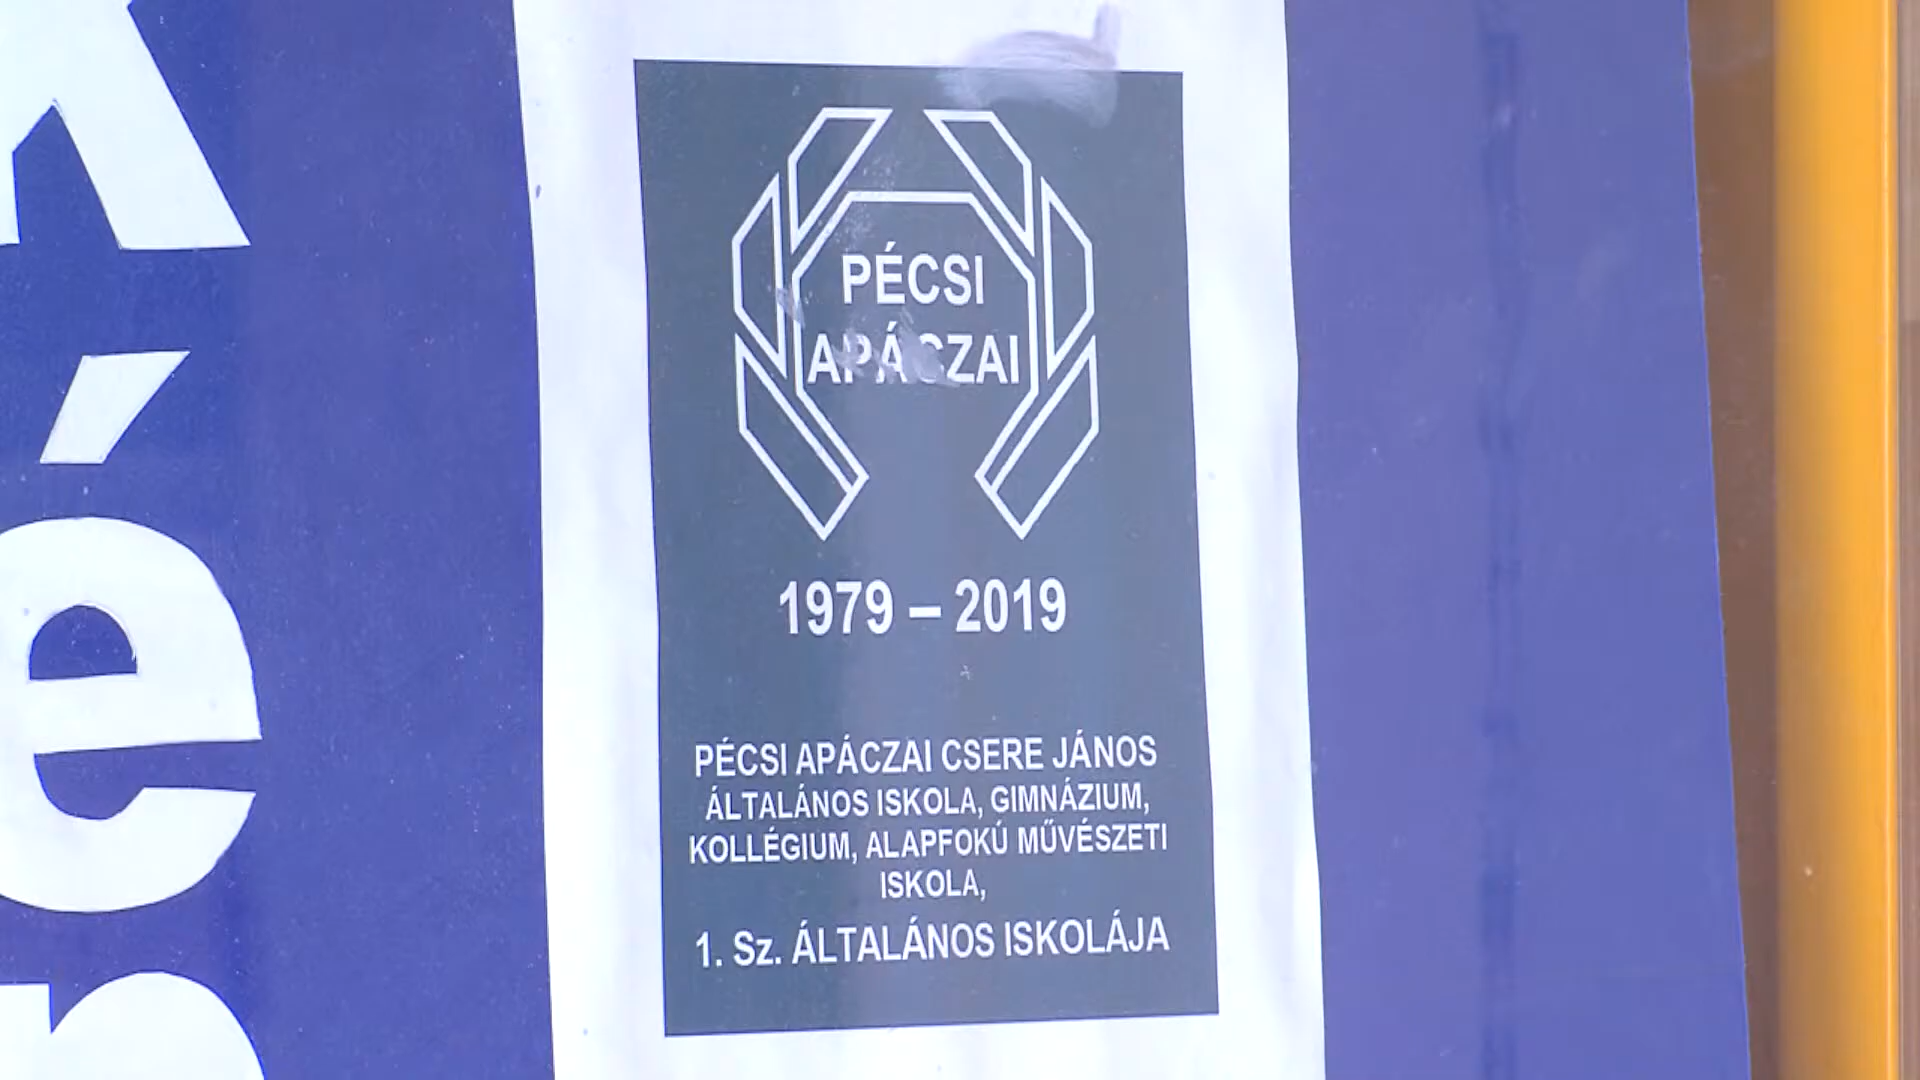 PÉCSI
APÁCZAI
1979 – 2019
PÉCSI APÁCZAI CSERE JÁNOS
ÁLTALÁNOS ISKOLA, GIMNÁZIUM,
KOLLÉGIUM, ALAPFOKÚ MŰVÉSZETI
ISKOLA,
1. Sz. ÁLTALÁNOS ISKOLÁJA